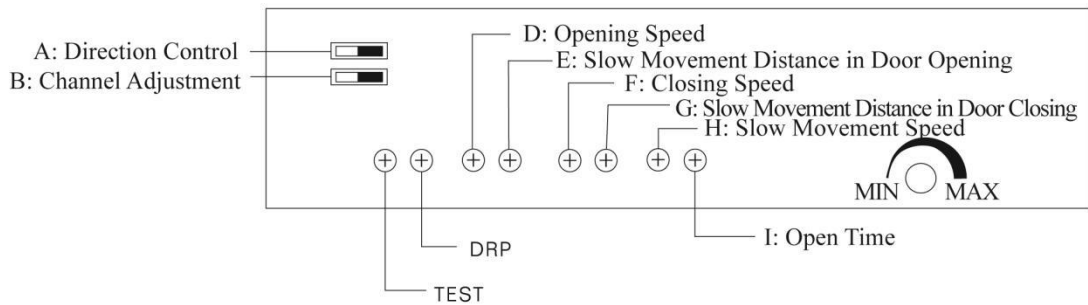 A: Direction Control
B: Channel Adjustment
D: Opening Speed
E: Slow Movement Distance in Door Opening
F: Closing Speed
G: Slow Movement Distance in Door Closing
H: Slow Movement Speed
MIN MAX
I: Open Time
DRP
TEST